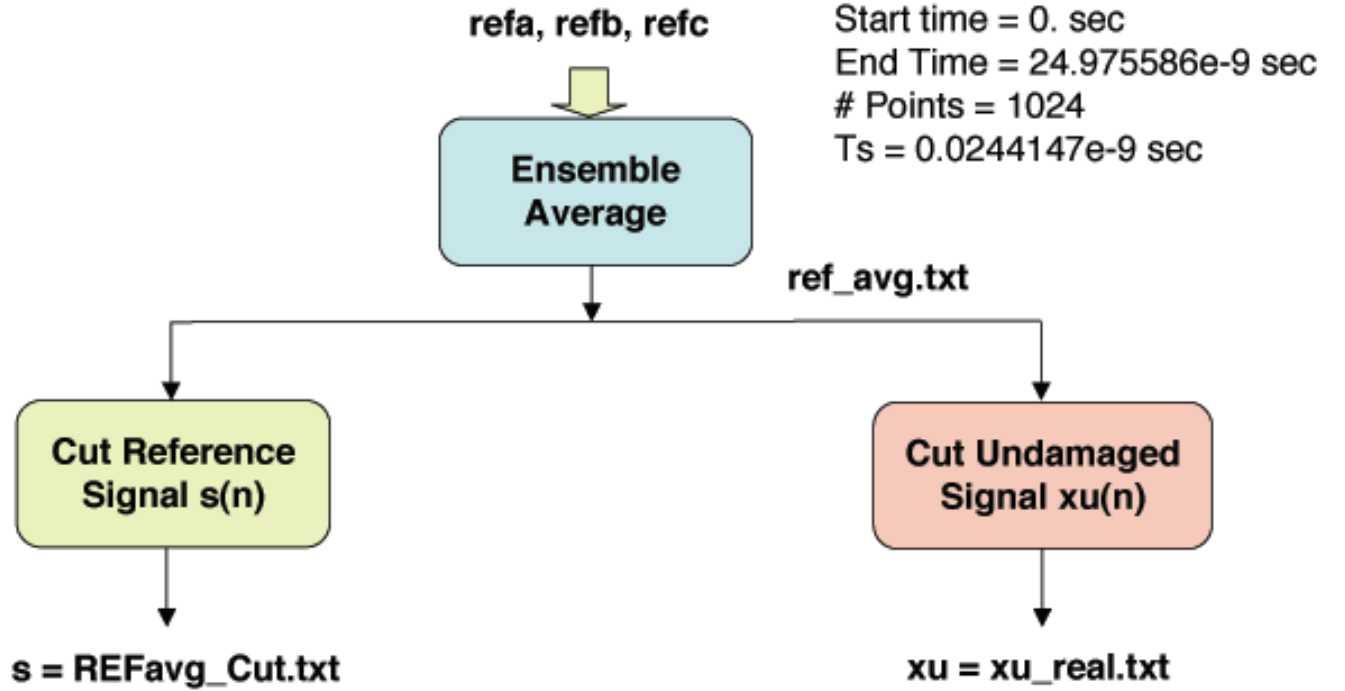 refa, refb, refc
Start time = 0. sec
End Time = 24.975586e-9 sec
# Points = 1024
Ts = 0.0244147e-9 sec
Ensemble
Average
ref_avg.txt
Cut Reference
Signal s(n)
Cut Undamaged
Signal xu(n)
s = REFavg_Cut.txt
xu = xu_real.txt